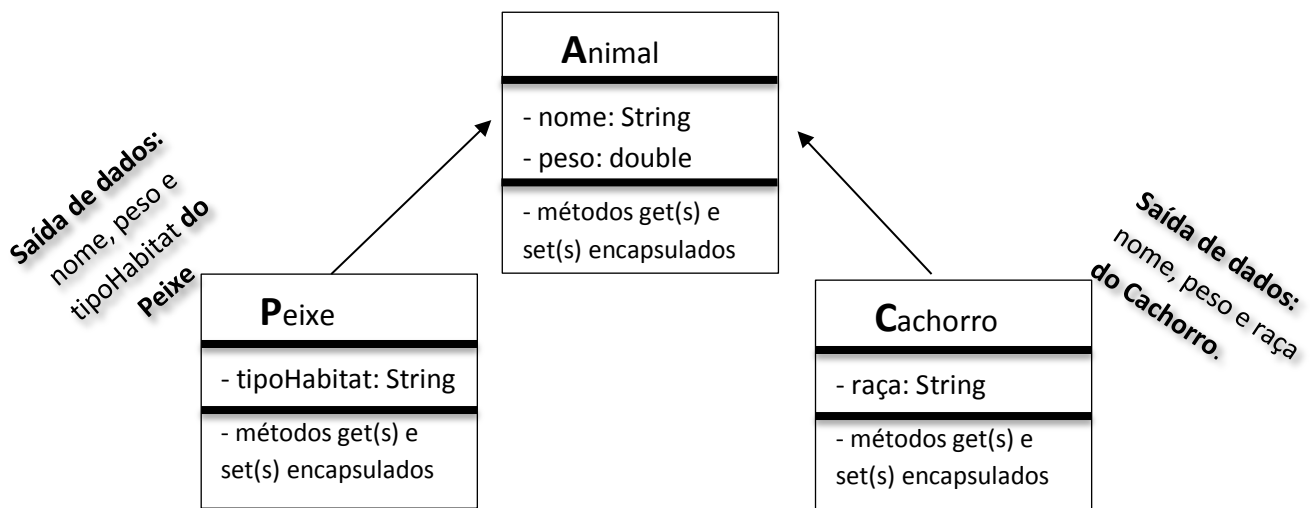 Animal
- nome: String
- peso: double
- métodos get(s) e
set(s) encapsulados
Saída de dados:
nome, peso e
tipoHabitat do
Peixe
Peixe
- tipoHabitat: String
- métodos get(s) e
set(s) encapsulados
Saída de dados:
nome, peso e raça
do Cachorro.
Cachorro
- raça: String
- métodos get(s) e
set(s) encapsulados